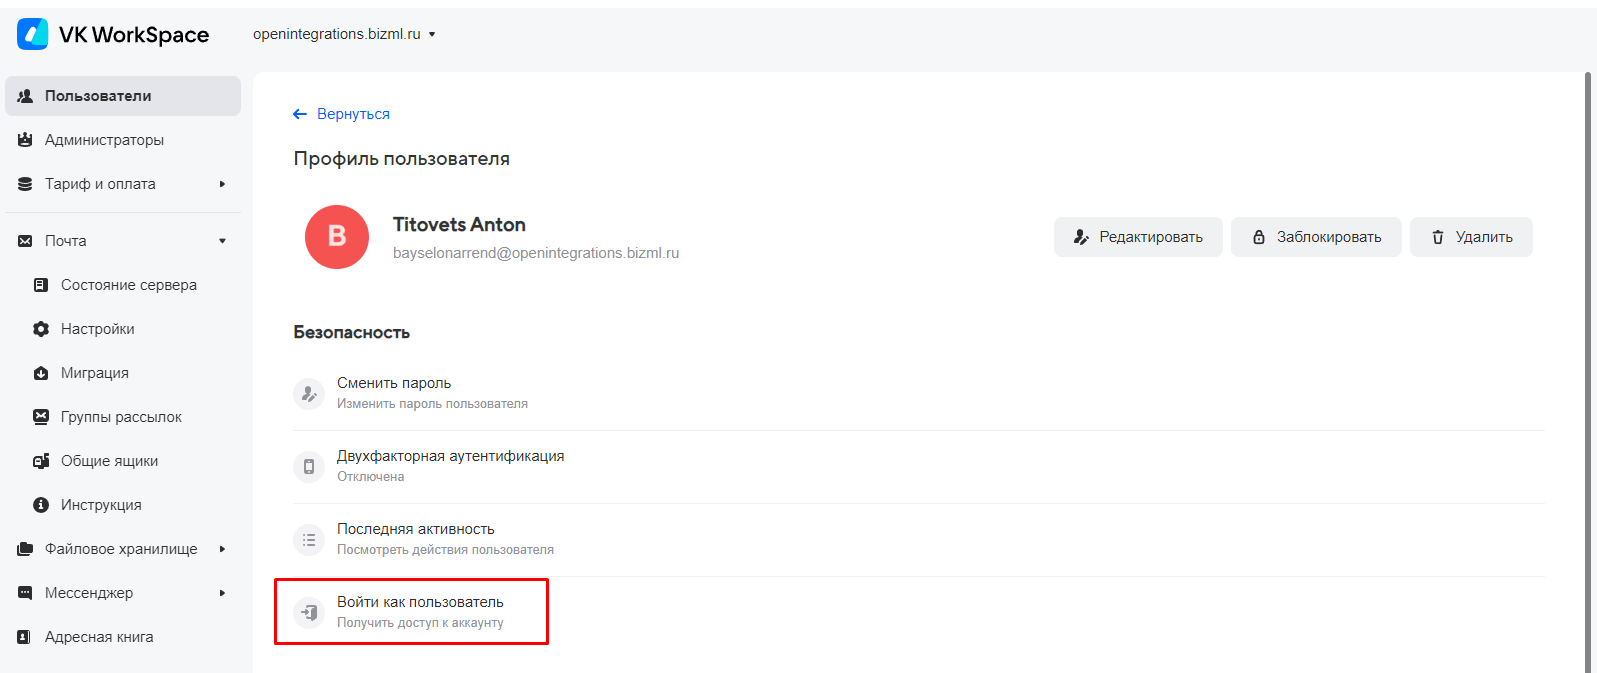 VK WorkSpace
openintegrations.bizml.ru
Пользователи
Администраторы
Тариф и оплата
Почта
Состояние сервера
Настройки
Миграция
Группы рассылок
Общие ящики
Инструкция
Файловое хранилище
Мессенджер
Адресная книга
Вернуться
Профиль пользователя
B
Titovets Anton
bayselonarrend@openintegrations.bizml.ru
Редактировать
Заблокировать
Удалить
Безопасность
Сменить пароль
Изменить пароль пользователя
Двухфакторная аутентификация
Отключена
Последняя активность
Посмотреть действия пользователя
Войти как пользователь
Получить доступ к аккаунту